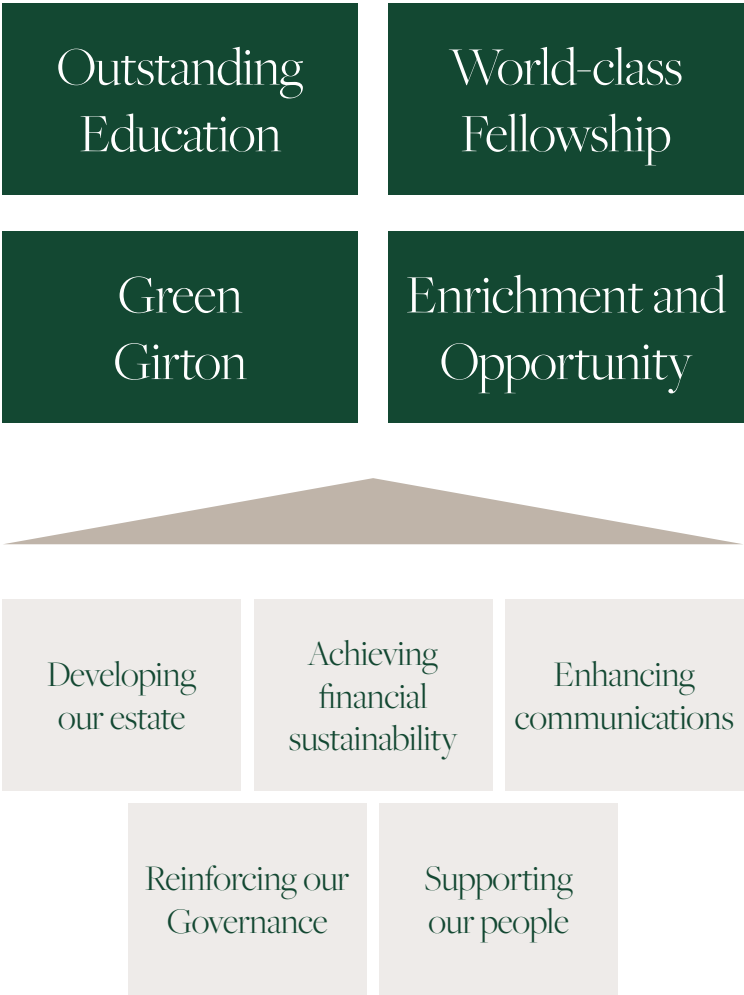 Outstanding
Education
World-class
Fellowship
Green
Girton
Enrichment and
Opportunity
Developing
our estate
Achieving
financial
sustainability
Enhancing
communications
Reinforcing our
Governance
Supporting
our people